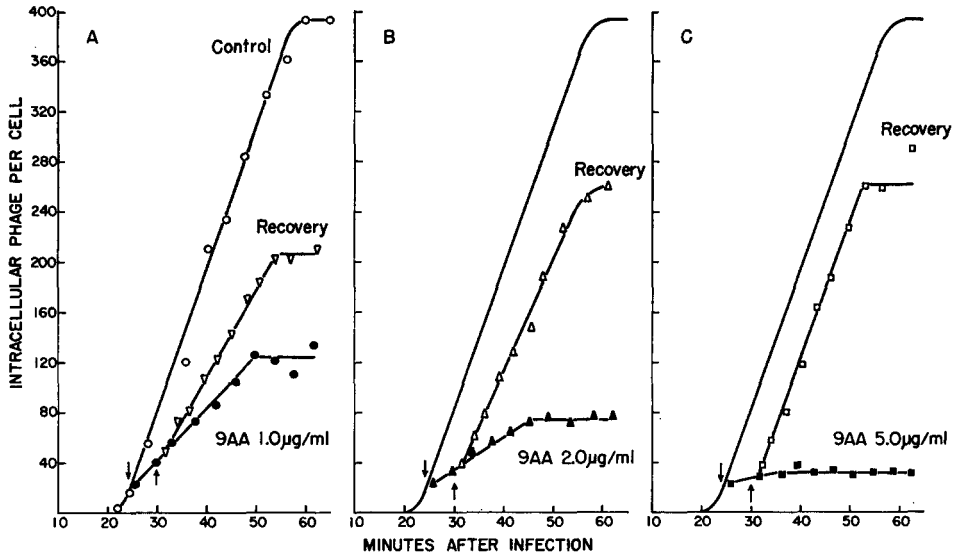 INTRACELLULAR PHAGE PER CELL
400
360
320
280
240
200
160
120
80
40
A
Control
Recovery
9AA 1.0μg/ml
10 20 30 40 50 60
B
Recovery
9AA 2.0μg/ml
10 20 30 40 50 60
C
Recovery
9AA 5.0μg/ml
10 20 30 40 50 60
MINUTES AFTER INFECTION